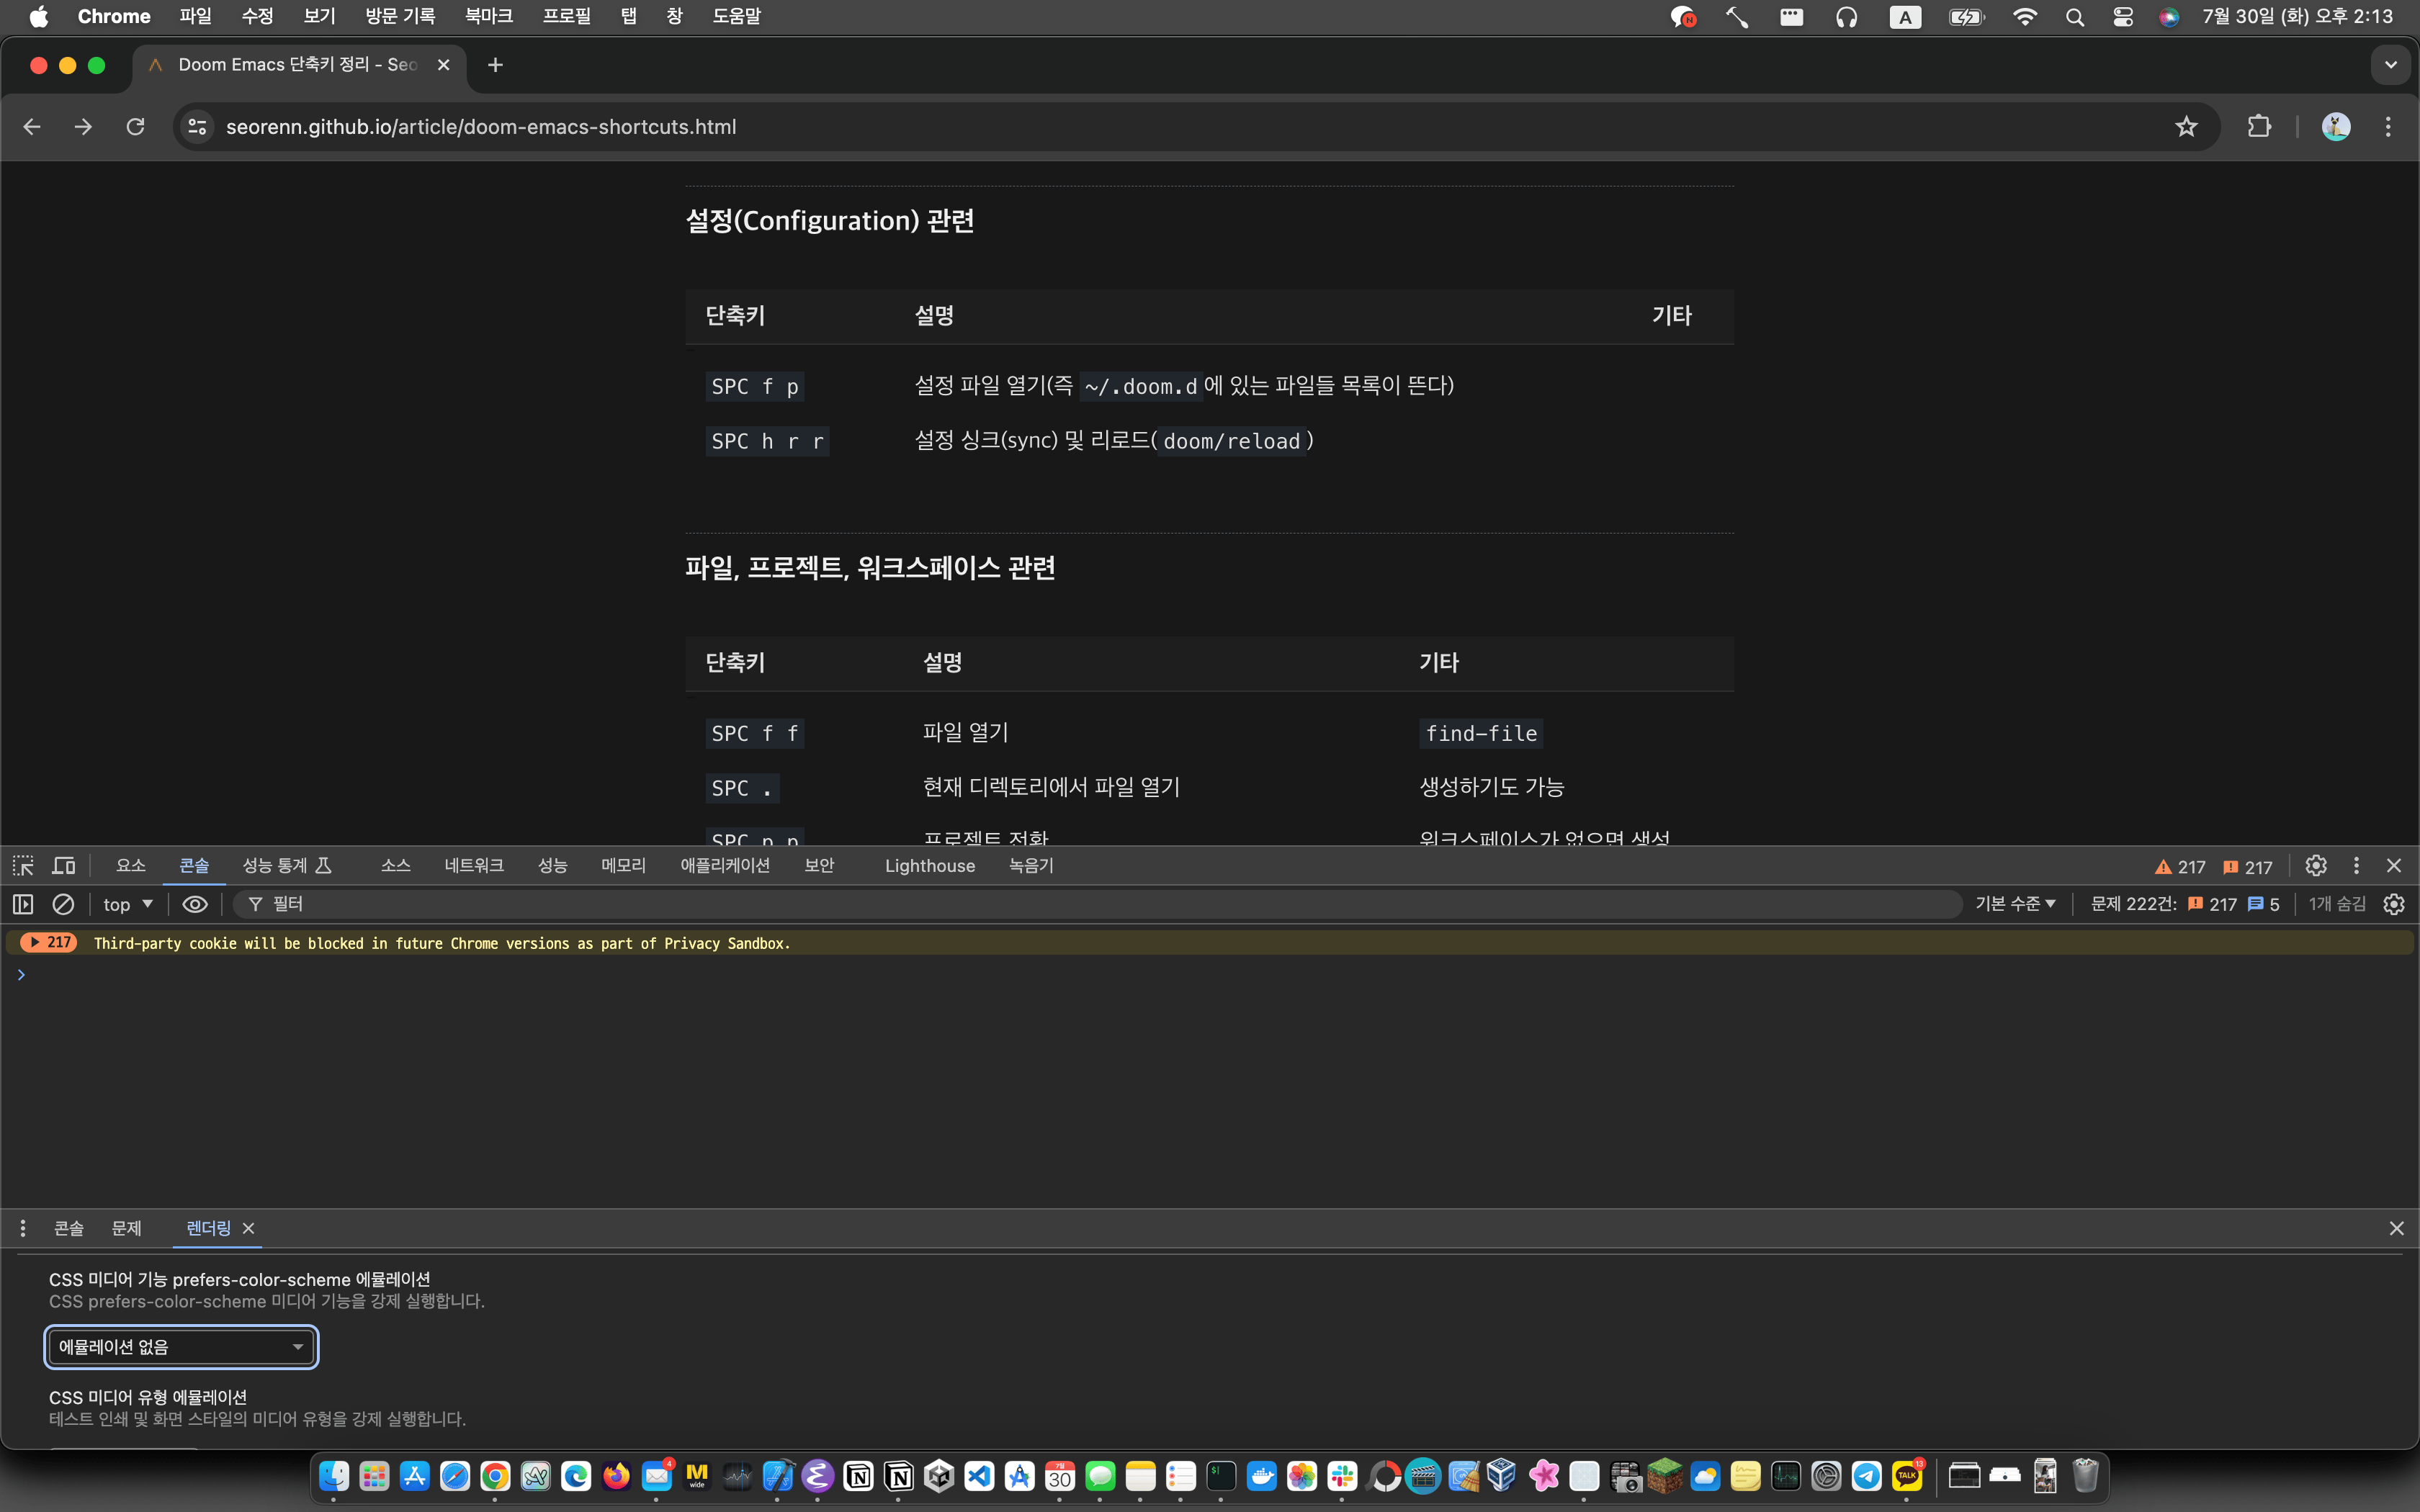 Chrome 파일 수정 보기 방문 기록 북마크 프로필 탭 창 도움말 A 7월 30일 (화) 오후 2:13
Doom Emacs 단축키 정리 - Seo
seorenn.github.io/article/doom-emacs-shortcuts.html
설정(Configuration) 관련
단축키 설명 기타
SPC f p 설정 파일 열기(즉 ~/.doom.d에 있는 파일들 목록이 뜬다)
SPC h r r 설정 싱크(sync) 및 리로드(doom/reload)
파일, 프로젝트, 워크스페이스 관련
단축키 설명 기타
SPC f f 파일 열기 find-file
SPC . 현재 디렉토리에서 파일 열기 생성하기도 가능
SPC p p 프로젝트 전환 워크스페이스가 없으면 생성
요소 콘솔 성능 통계 소스 네트워크 성능 메모리 애플리케이션 보안 Lighthouse 녹음기 217 217
top 필터 기본 수준 문제 222건: 217 5 1개 숨김
217 Third-party cookie will be blocked in future Chrome versions as part of Privacy Sandbox.
콘솔 문제 렌더링
CSS 미디어 기능 prefers-color-scheme 에뮬레이션
CSS prefers-color-scheme 미디어 기능을 강제 실행합니다.
에뮬레이션 없음
CSS 미디어 유형 에뮬레이션
테스트 인쇄 및 화면 스타일의 미디어 유형을 강제 실행합니다.
4 M wide 7월 30 TALK 13